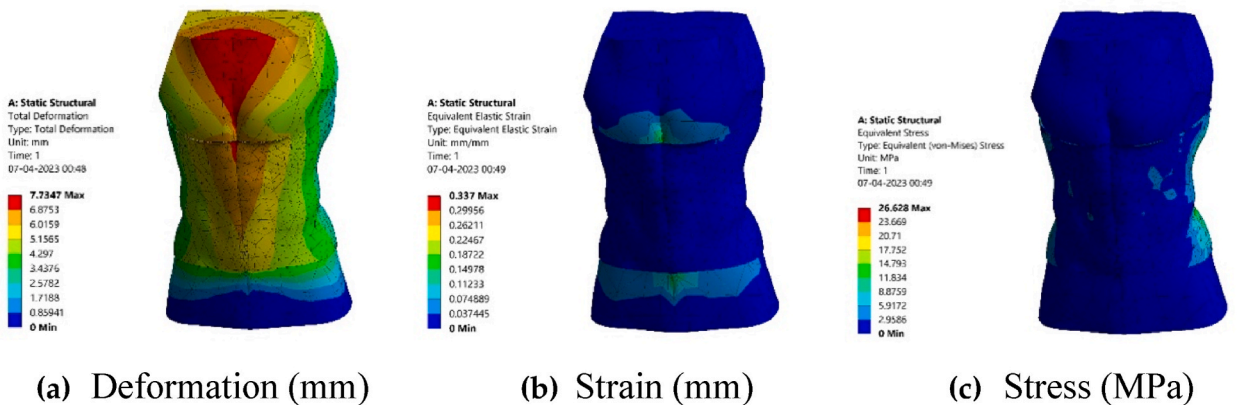 A: Static Structural
Total Deformation
Type: Total Deformation
Unit: mm
Time: 1
07-04-2023 00:48
7.7347 Max
6.8753
6.0159
5.1565
4.297
3.4376
2.5782
1.7188
0.85941
0 Min
A: Static Structural
Equivalent Elastic Strain
Type: Equivalent Elastic Strain
Unit: mm/mm
Time: 1
07-04-2023 00:49
0.337 Max
0.29956
0.26211
0.22467
0.18722
0.14978
0.11233
0.074889
0.037445
0 Min
A: Static Structural
Equivalent Stress
Type: Equivalent (von-Mises) Stress
Unit: MPa
Time: 1
07-04-2023 00:49
26.628 Max
23.669
20.71
17.752
14.793
11.834
8.8759
5.9172
2.9586
0 Min
(a) Deformation (mm)
(b) Strain (mm)
(c) Stress (MPa)